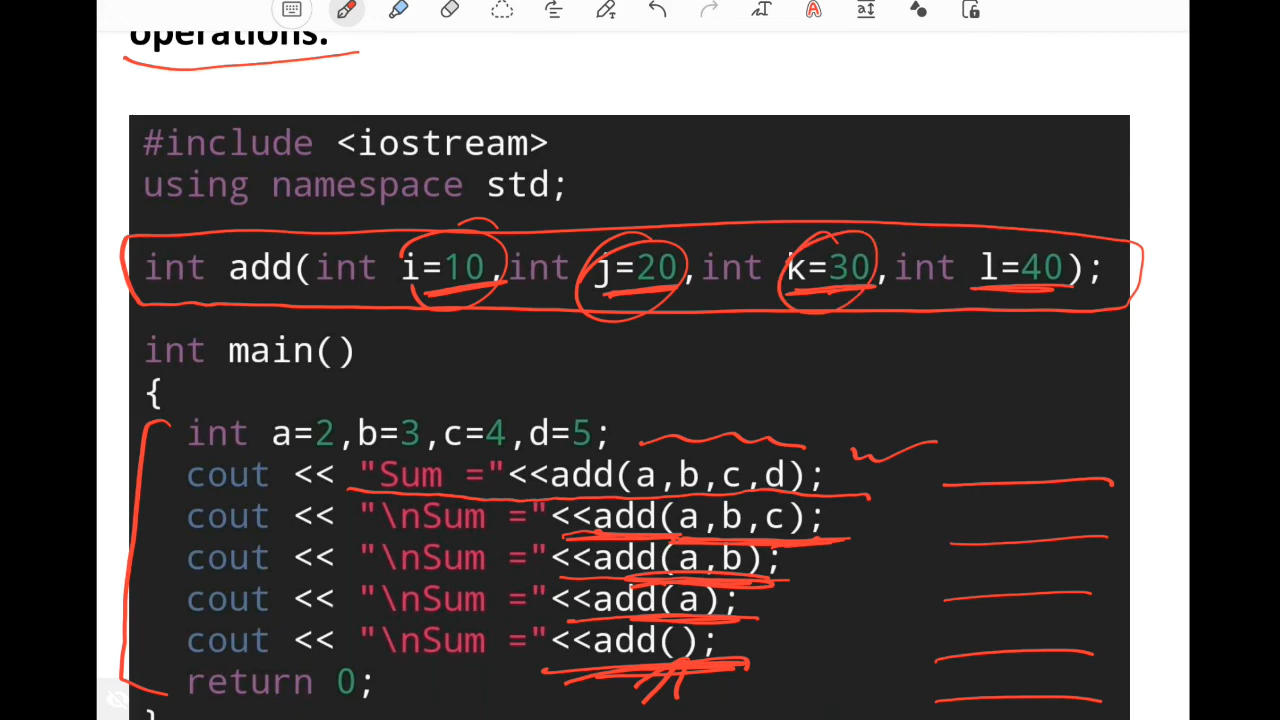 operations.
#include <iostream>
using namespace std;
int add(int i=10,int j=20,int k=30,int l=40);
int main()
{
int a=2,b=3,c=4,d=5;
cout << "Sum ="<<add(a,b,c,d);
cout << "\nSum ="<<add(a,b,c);
cout << "\nSum ="<<add(a,b);
cout << "\nSum ="<<add(a);
cout << "\nSum ="<<add();
return 0;
}